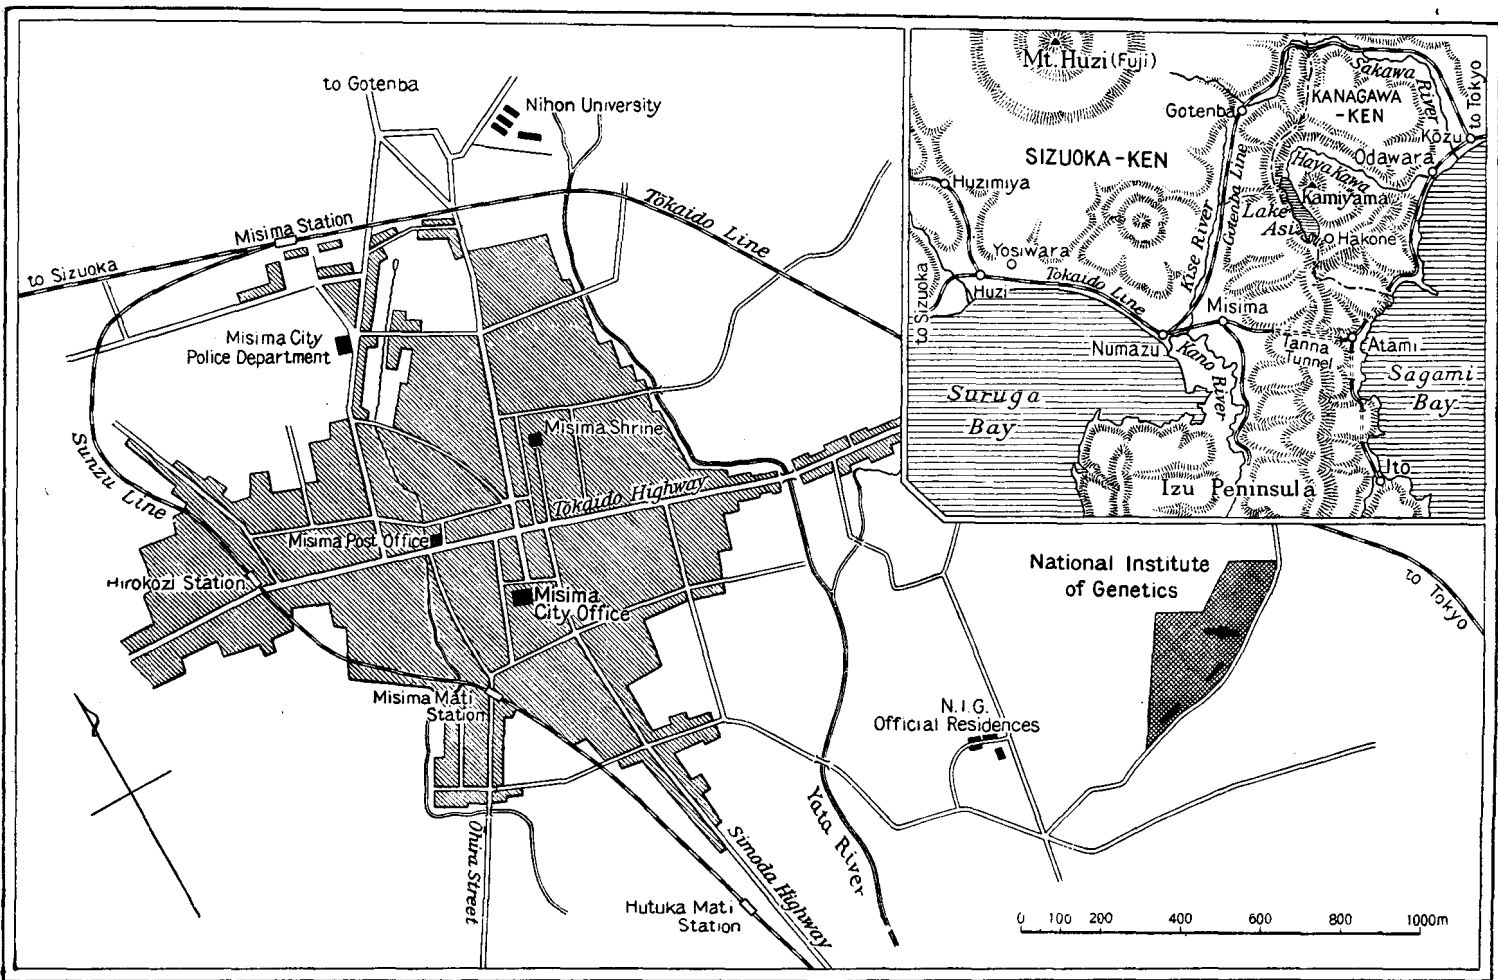 to Gotenba
Nihon University
Tokaido Line
Misima Station
to Sizuoka
Misima City
Police Department
Sunzu Line
Misima Shrine
Tokaido Highway
Misima Post Office
Hirokozi Station
Misima
City Office
Misima Mati
Station
N.I.G.
Official Residences
National Institute
of Genetics
to Tokyo
Yata River
Ohira Street
Simoda Highway
Hutuka Mati
Station
0 100 200 400 600 800 1000m
Mt. Huzi (Fuji)
Sakawa
River
to Tokyo
Gotenba
KANAGAWA
-KEN
Kōzu
SIZUOKA-KEN
Odawara
Hayakawa
Huzimiya
Kamiyama
Gotenba Line
Kise River
Lake
Asi
Hakone
Yosiwara
to Sizuoka
Tokaido Line
Huzi
Misima
Numazu
Kano
River
Tanna
Tunnel
Atami
Suruga
Bay
Sagami
Bay
Ito
Izu Peninsula